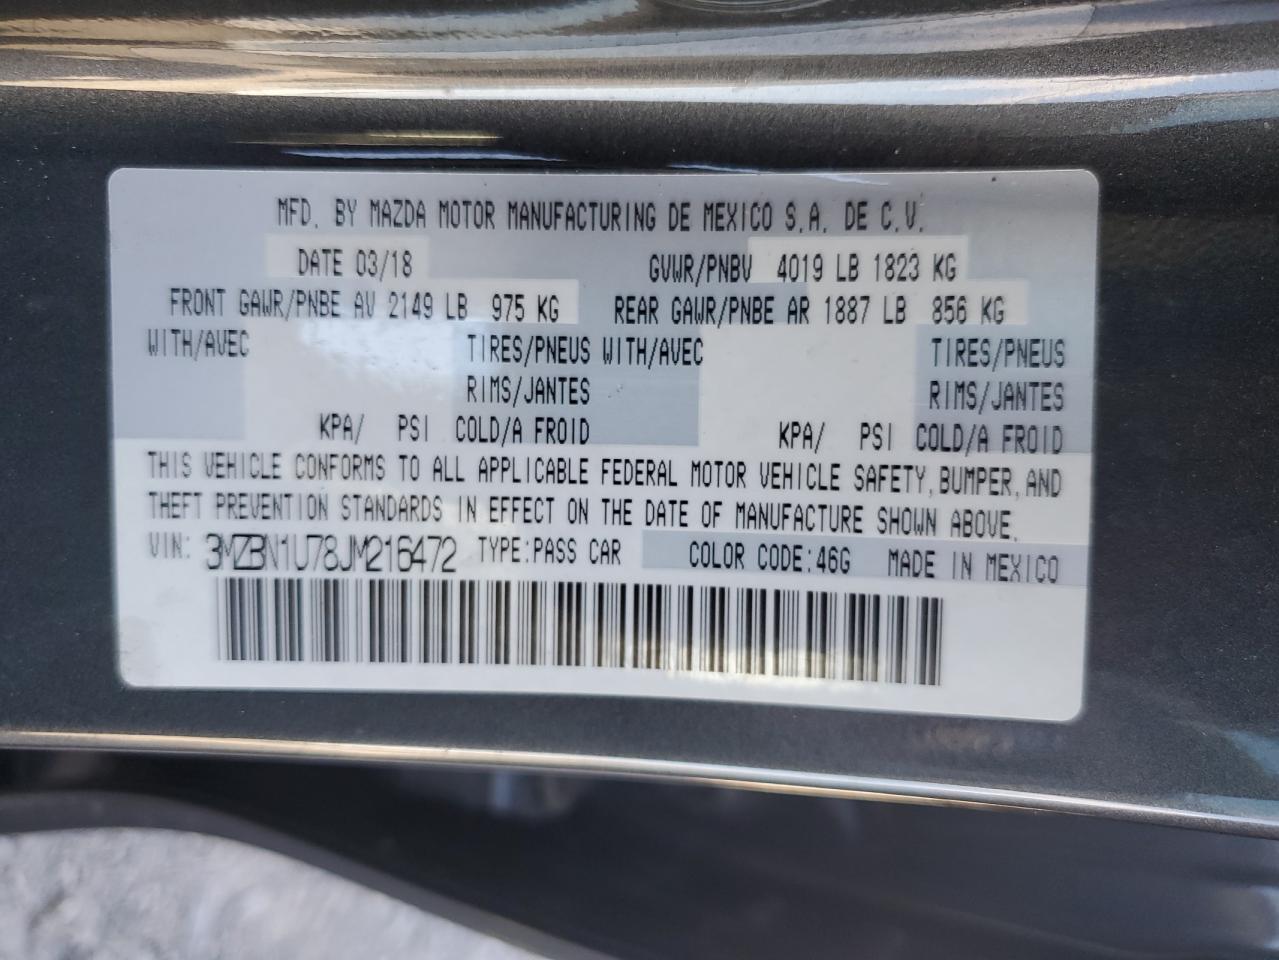 MFD. BY MAZDA MOTOR MANUFACTURING DE MEXICO S.A. DE C.V.
DATE 03/18 GVWR/PNBV 4019 LB 1823 KG
FRONT GAWR/PNBE AV 2149 LB 975 KG REAR GAWR/PNBE AR 1887 LB 856 KG
WITH/AVEC TIRES/PNEUS WITH/AVEC TIRES/PNEUS
RIMS/JANTES RIMS/JANTES
KPA/ PSI COLD/A FROID KPA/ PSI COLD/A FROID
THIS VEHICLE CONFORMS TO ALL APPLICABLE FEDERAL MOTOR VEHICLE SAFETY, BUMPER, AND
THEFT PREVENTION STANDARDS IN EFFECT ON THE DATE OF MANUFACTURE SHOWN ABOVE.
VIN: 3MZBN1U78JM216472 TYPE:PASS CAR COLOR CODE:46G MADE IN MEXICO